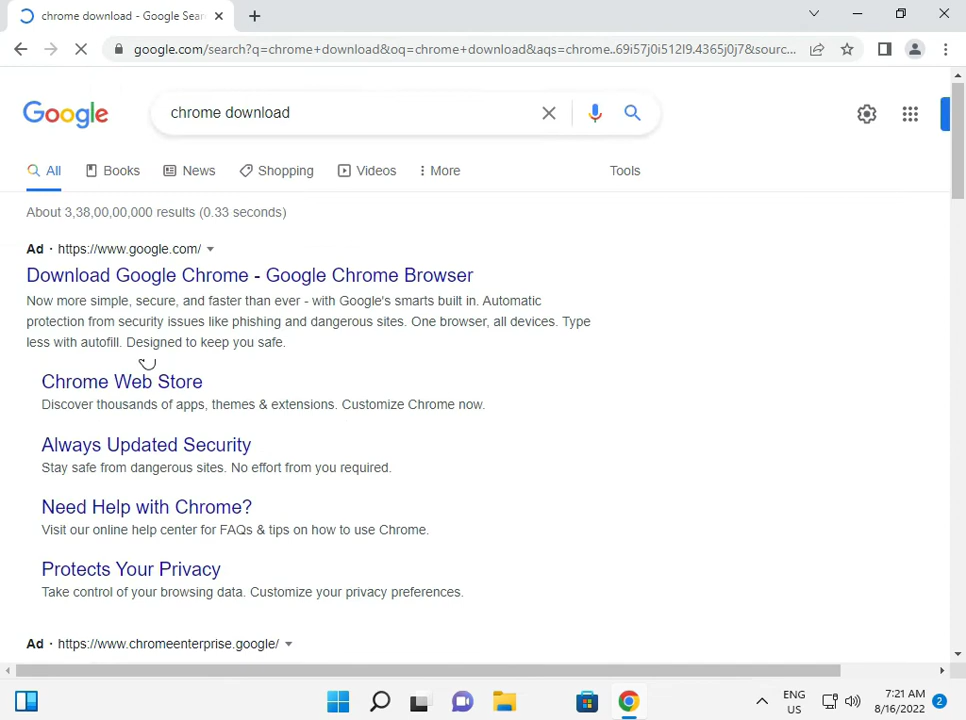 chrome download - Google Sear
google.com/search?q=chrome+download&oq=chrome+download&aqs=chrome..69i57j0i512l9.4365j0j7&sourc...
Google
chrome download
All
Books
News
Shopping
Videos
More
Tools
About 3,38,00,00,000 results (0.33 seconds)
Ad · https://www.google.com/
Download Google Chrome - Google Chrome Browser
Now more simple, secure, and faster than ever - with Google's smarts built in. Automatic
protection from security issues like phishing and dangerous sites. One browser, all devices. Type
less with autofill. Designed to keep you safe.
Chrome Web Store
Discover thousands of apps, themes & extensions. Customize Chrome now.
Always Updated Security
Stay safe from dangerous sites. No effort from you required.
Need Help with Chrome?
Visit our online help center for FAQs & tips on how to use Chrome.
Protects Your Privacy
Take control of your browsing data. Customize your privacy preferences.
Ad · https://www.chromeenterprise.google/
ENG
US
7:21 AM
8/16/2022
2